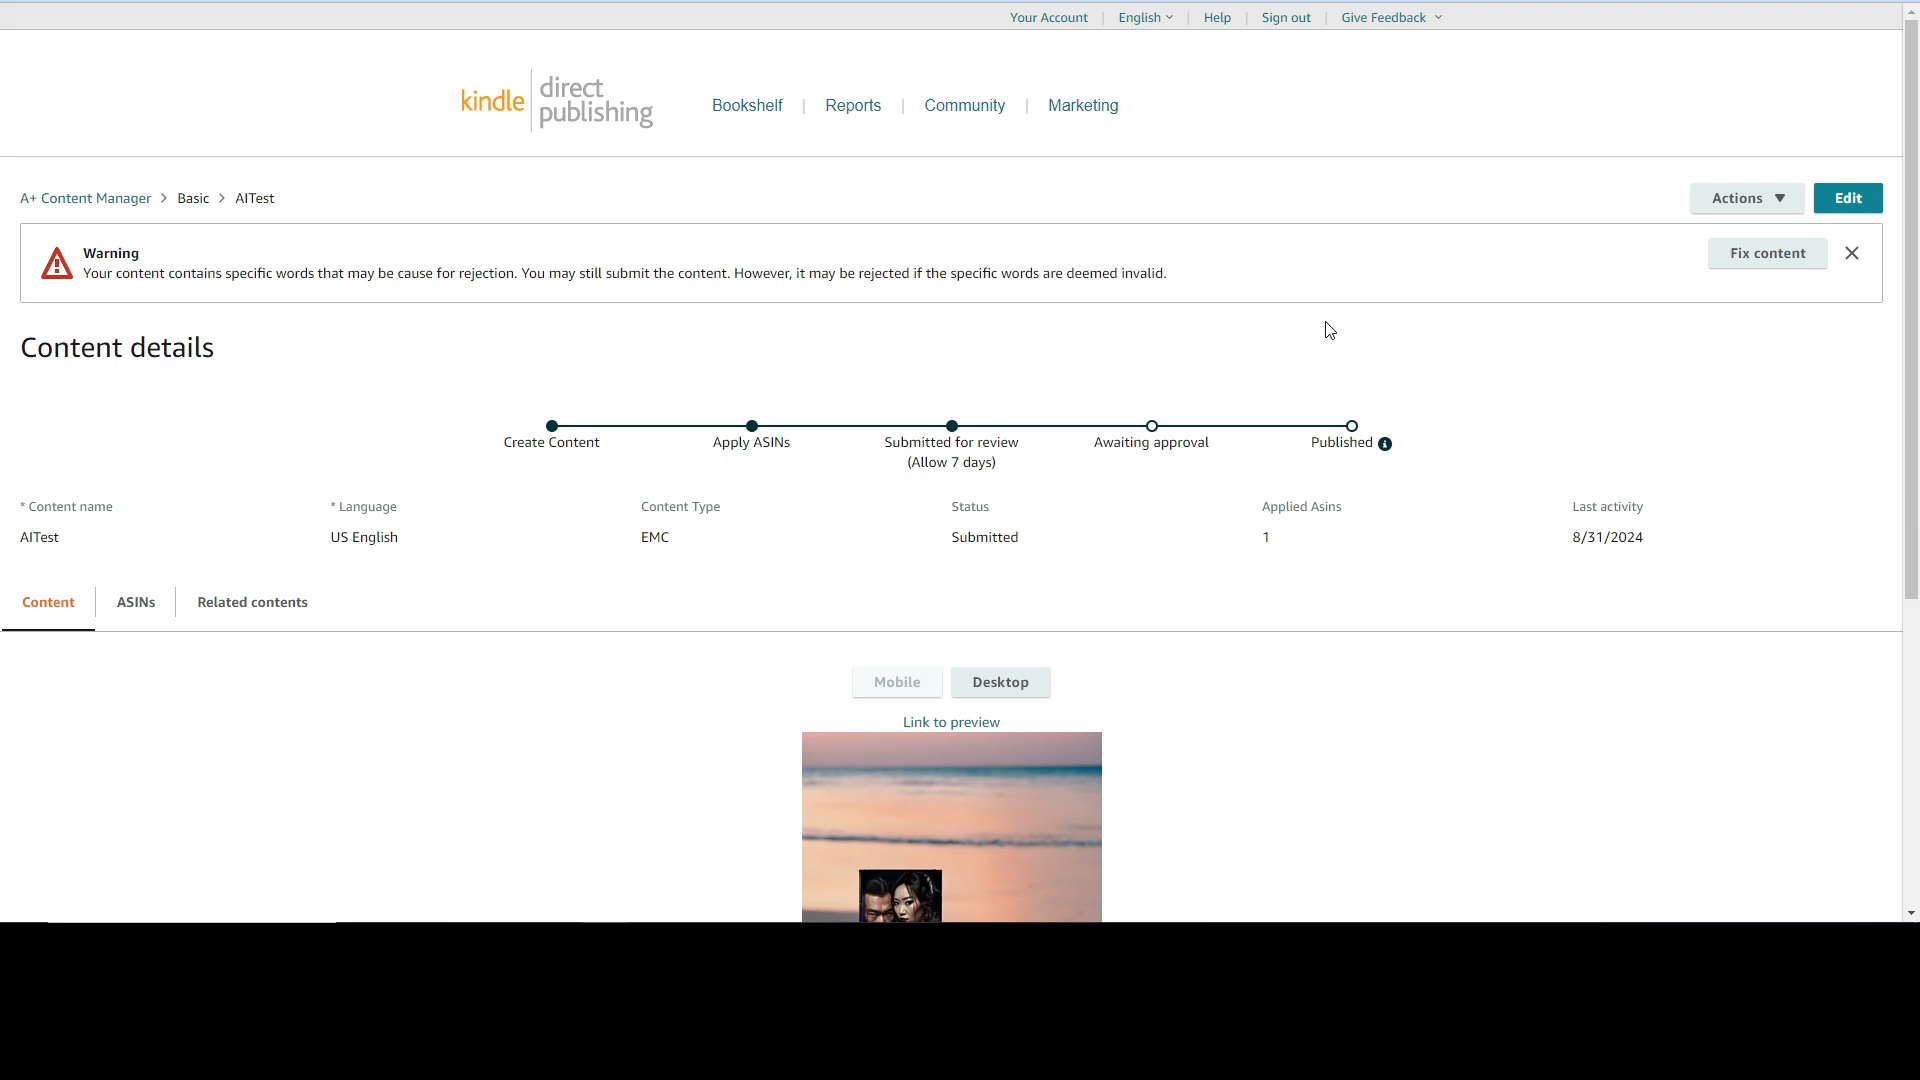 Your Account
English
Help
Sign out
Give Feedback
kindle direct publishing
Bookshelf
Reports
Community
Marketing
A+ Content Manager > Basic > AITest
Actions
Edit
Warning
Your content contains specific words that may be cause for rejection. You may still submit the content. However, it may be rejected if the specific words are deemed invalid.
Fix content
Content details
Create Content
Apply ASINs
Submitted for review
(Allow 7 days)
Awaiting approval
Published
* Content name
* Language
Content Type
Status
Applied Asins
Last activity
AITest
US English
EMC
Submitted
1
8/31/2024
Content
ASINs
Related contents
Mobile
Desktop
Link to preview